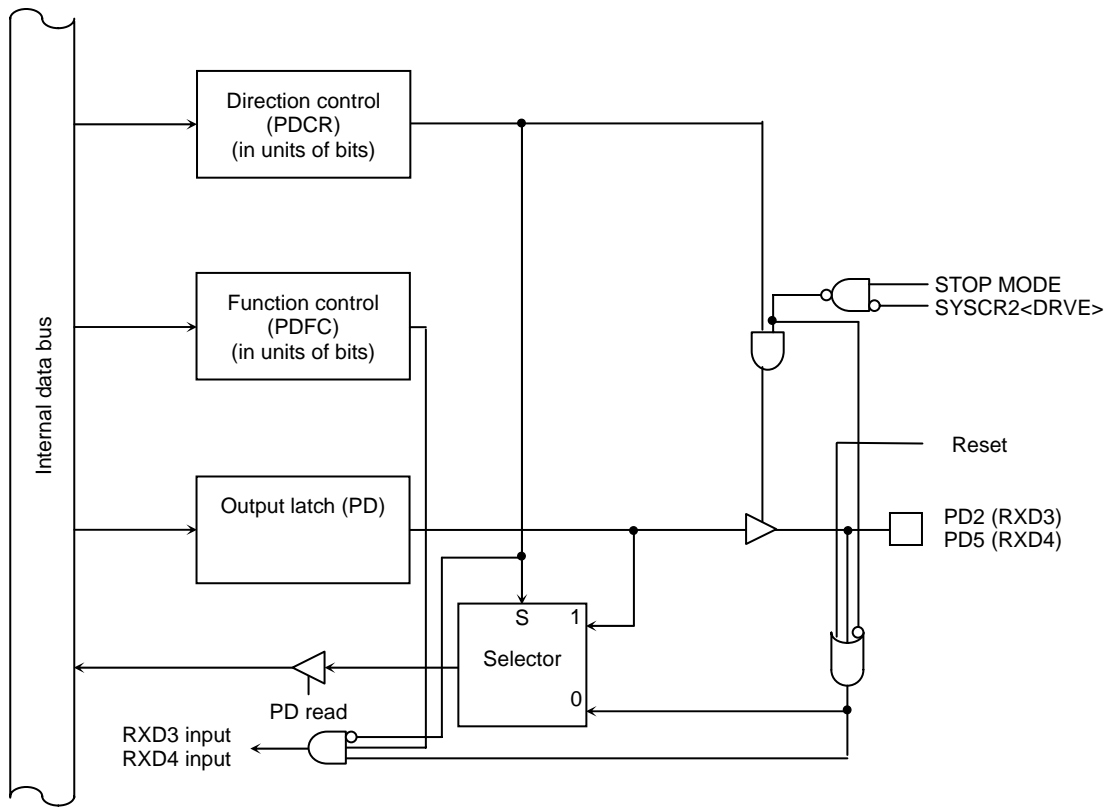 Internal data bus
Direction control
(PDCR)
(in units of bits)
Function control
(PDFC)
(in units of bits)
STOP MODE
SYSCR2<DRVE>
Reset
Output latch (PD)
PD2 (RXD3)
PD5 (RXD4)
S
1
Selector
0
PD read
RXD3 input
RXD4 input